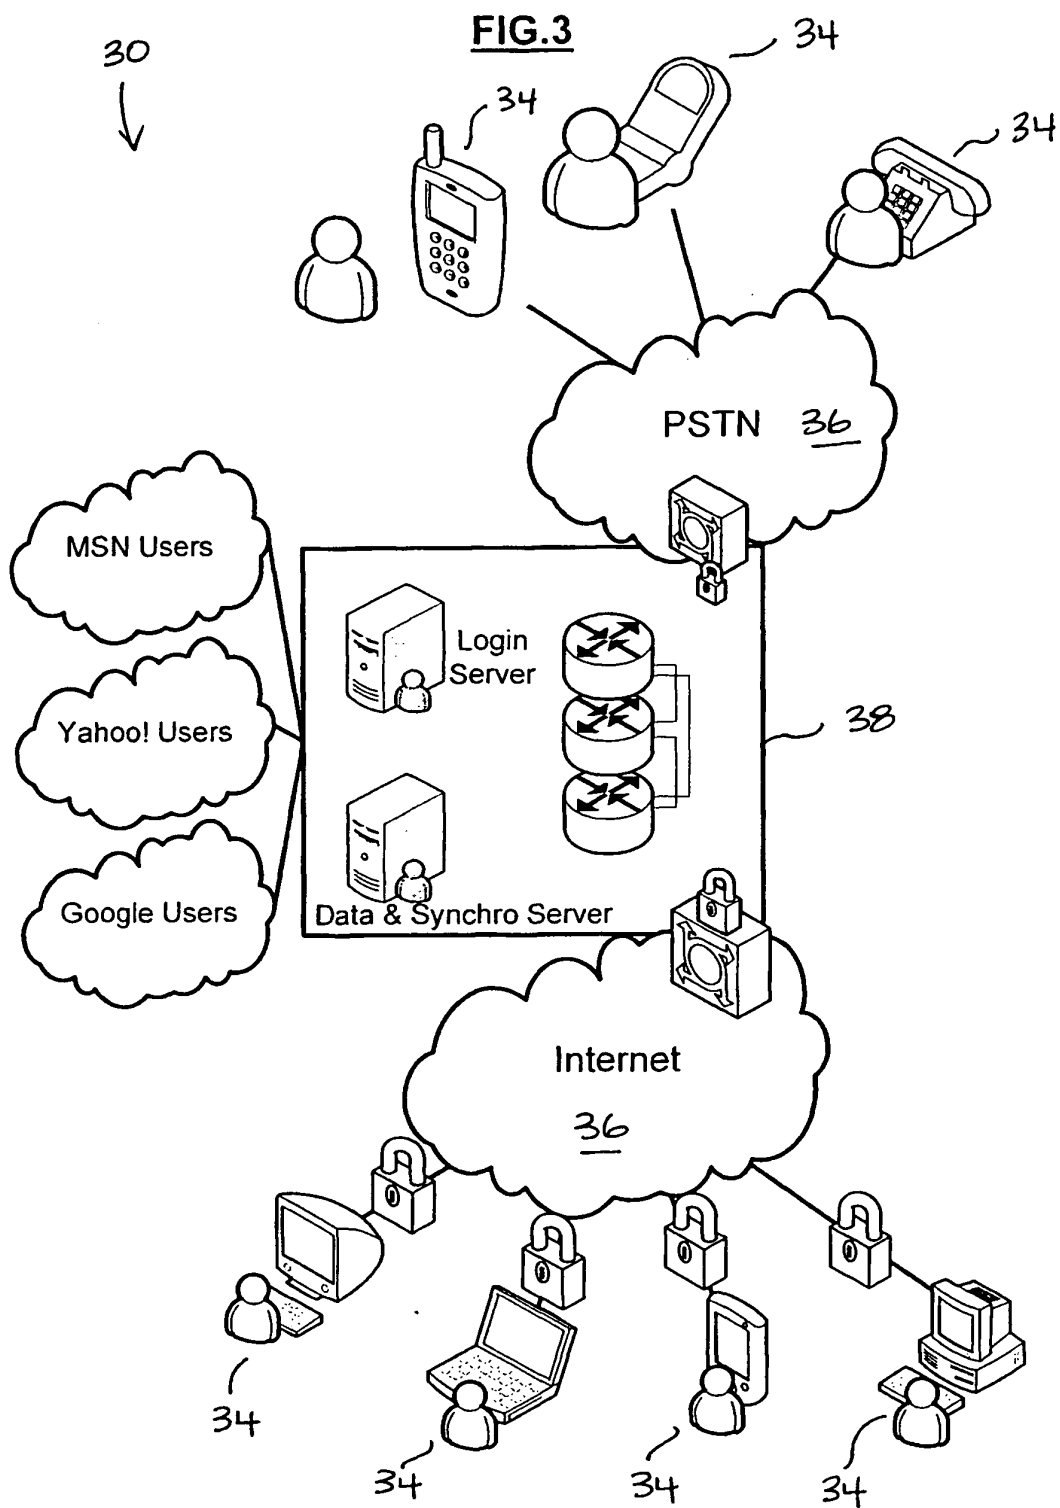 FIG.3
30
34
34
34
PSTN 36
MSN Users
Login
Server
Yahoo! Users
38
Google Users
Data & Synchro Server
Internet
36
34
34
34
34